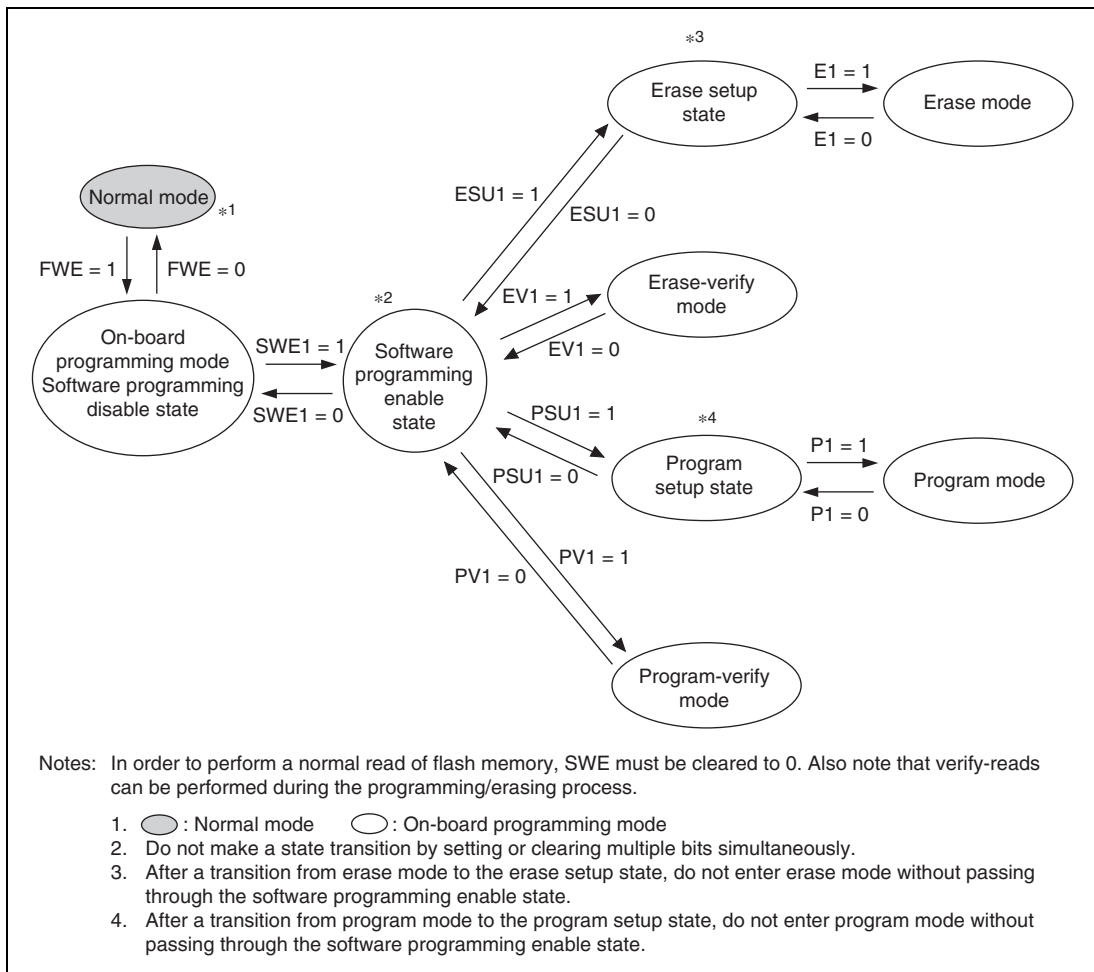 *3
Erase setup
state
E1 = 1
E1 = 0
Erase mode
Normal mode
*1
FWE = 1
FWE = 0
ESU1 = 1
ESU1 = 0
On-board
programming mode
Software programming
disable state
SWE1 = 1
SWE1 = 0
*2
Software
programming
enable
state
EV1 = 1
EV1 = 0
Erase-verify
mode
PSU1 = 1
PSU1 = 0
*4
Program
setup state
P1 = 1
P1 = 0
Program mode
PV1 = 1
PV1 = 0
Program-verify
mode
Notes: In order to perform a normal read of flash memory, SWE must be cleared to 0. Also note that verify-reads
can be performed during the programming/erasing process.
1. : Normal mode : On-board programming mode
2. Do not make a state transition by setting or clearing multiple bits simultaneously.
3. After a transition from erase mode to the erase setup state, do not enter erase mode without passing
through the software programming enable state.
4. After a transition from program mode to the program setup state, do not enter program mode without
passing through the software programming enable state.